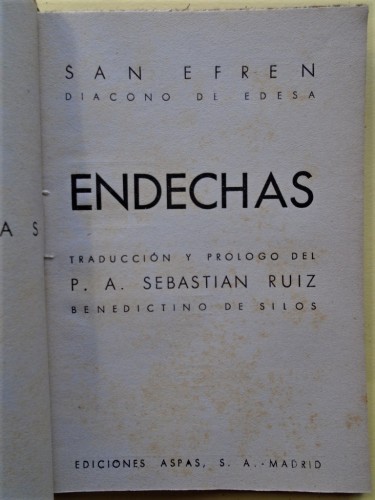 SAN EFREN
DIACONO DE EDESA
ENDECHAS
TRADUCCIÓN Y PROLOGO DEL
P. A. SEBASTIAN RUIZ
BENEDICTINO DE SILOS
EDICIONES ASPAS, S. A.-MADRID
A S